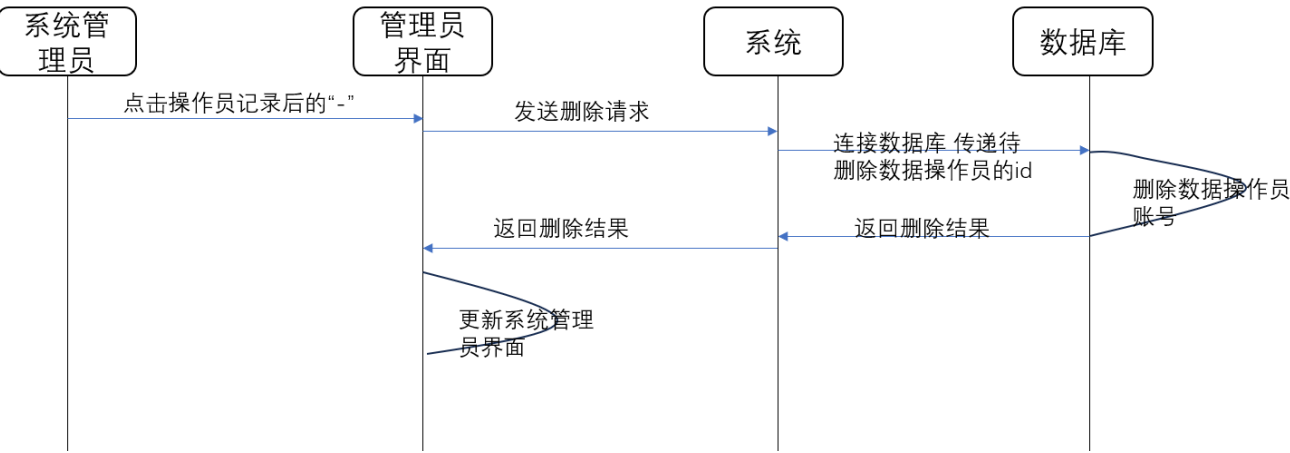 系统管
理员
管理员
界面
系统
数据库
点击操作员记录后的“-”
发送删除请求
连接数据库 传递待
删除数据操作员的id
删除数据操作员
账号
返回删除结果
返回删除结果
更新系统管理
员界面